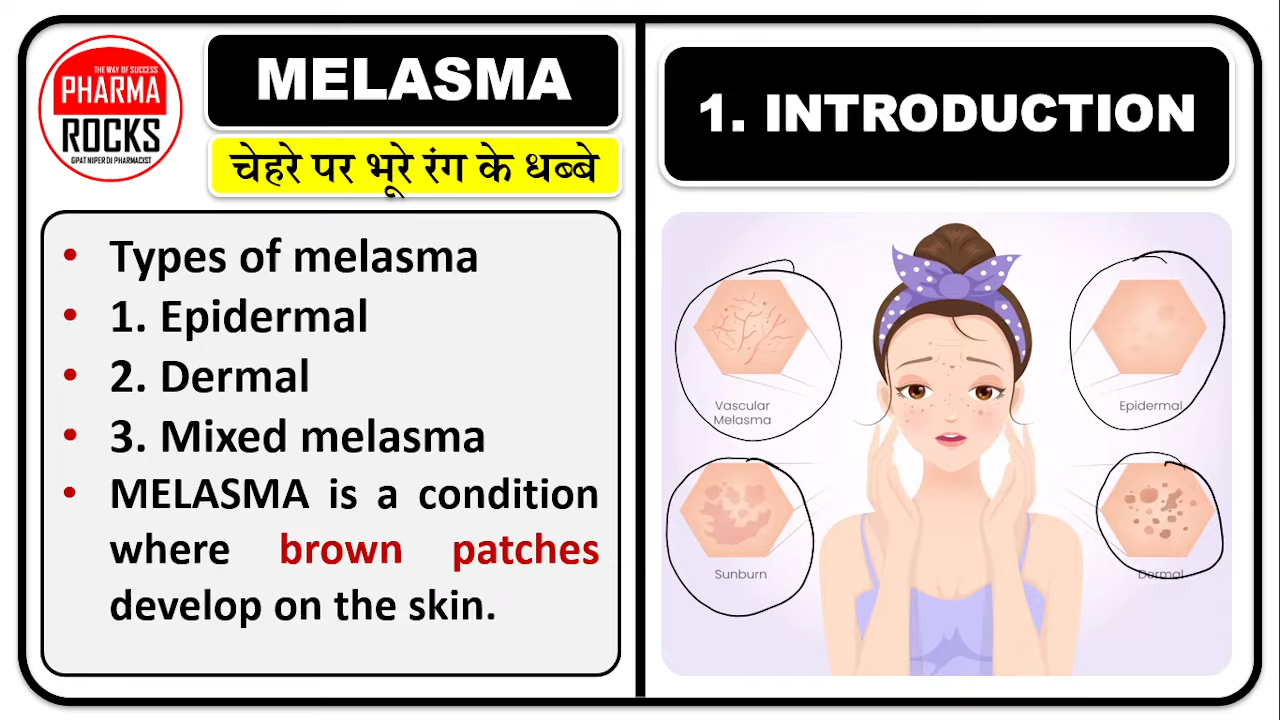 THE WAY OF SUCCESS
PHARMA
ROCKS
GPAT NIPER DI PHARMACIST
MELASMA
चेहरे पर भूरे रंग के धब्बे
• Types of melasma
• 1. Epidermal
• 2. Dermal
• 3. Mixed melasma
• MELASMA is a condition
where brown patches
develop on the skin.
1. INTRODUCTION
Vascular
Melasma
Epidermal
Sunburn
Dermal